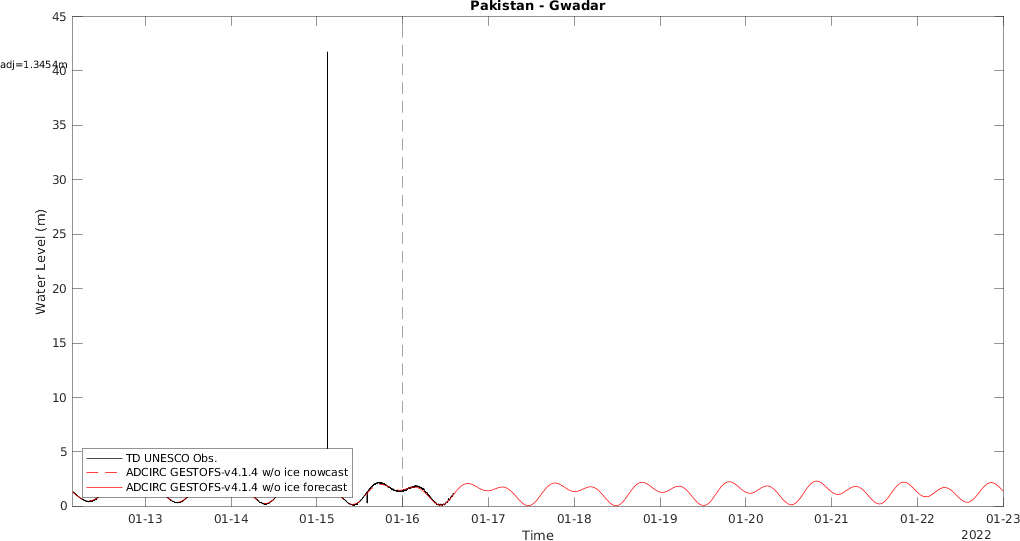 Pakistan - Gwadar
adj=1.3454m
45
40
35
30
25
20
15
10
5
0
Water Level (m)
TD UNESCO Obs.
ADCIRC GESTOFS-v4.1.4 w/o ice nowcast
ADCIRC GESTOFS-v4.1.4 w/o ice forecast
01-13 01-14 01-15 01-16 01-17 01-18 01-19 01-20 01-21 01-22 01-23
Time
2022